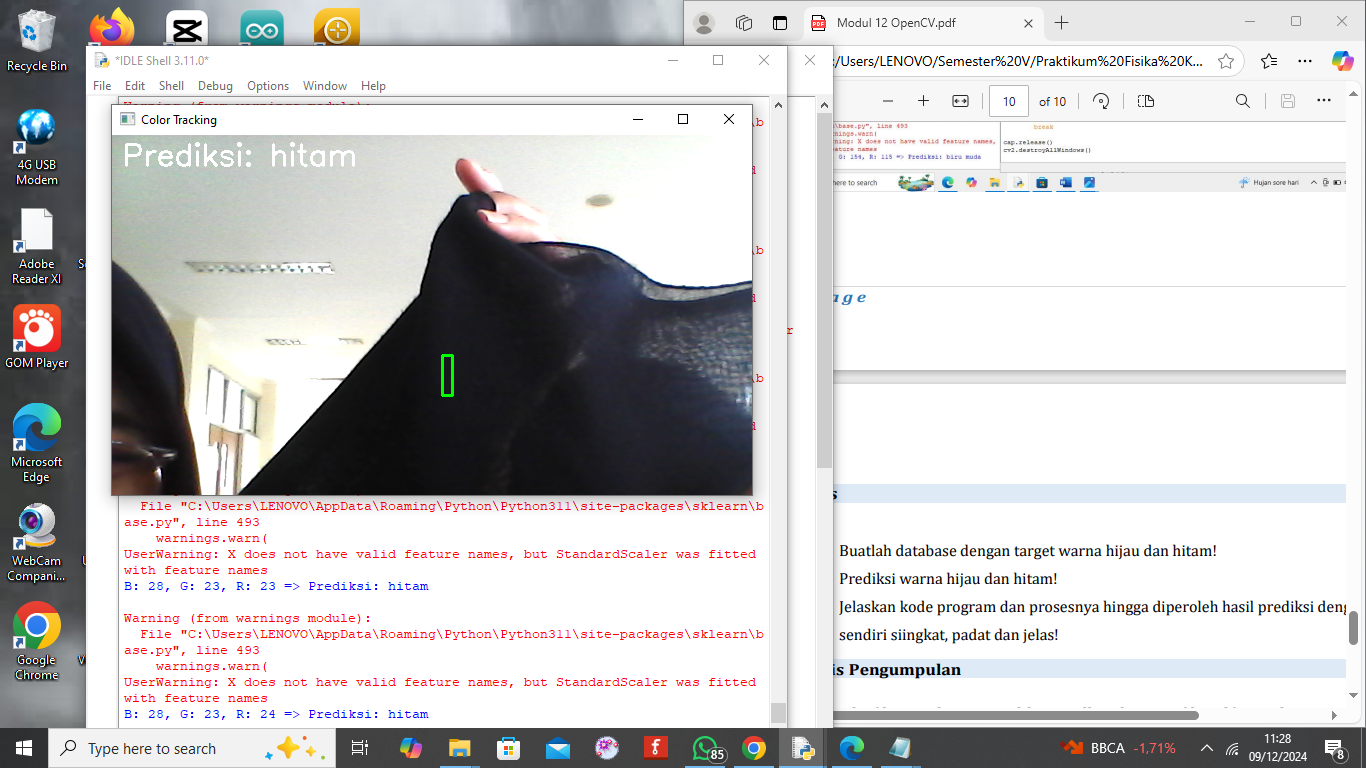 Recycle Bin
4G USB
Modem
Adobe
Reader XI
GOM Player
Microsoft
Edge
WebCam
Compani...
Google
Chrome
*IDLE Shell 3.11.0*
File Edit Shell Debug Options Window Help
Color Tracking
Prediksi: hitam
File "C:\Users\LENOVO\AppData\Roaming\Python\Python311\site-packages\sklearn\b
ase.py", line 493
warnings.warn(
UserWarning: X does not have valid feature names, but StandardScaler was fitted
with feature names
B: 28, G: 23, R: 23 => Prediksi: hitam
Warning (from warnings module):
File "C:\Users\LENOVO\AppData\Roaming\Python\Python311\site-packages\sklearn\b
ase.py", line 493
warnings.warn(
UserWarning: X does not have valid feature names, but StandardScaler was fitted
with feature names
B: 28, G: 23, R: 24 => Prediksi: hitam
Modul 12 OpenCV.pdf
:/Users/LENOVO/Semester%20V/Praktikum%20Fisika%20K...
10 of 10
\base.py", line 493
nings.warn(
ning: X does not have valid feature names,
eature names
G: 154, R: 115 => Prediksi: biru muda
break
cap.release()
cv2.destroyAllWindows()
here to search
Hujan sore hari
age
s
Buatlah database dengan target warna hijau dan hitam!
Prediksi warna hijau dan hitam!
Jelaskan kode program dan prosesnya hingga diperoleh hasil prediksi deng
sendiri siingkat, padat dan jelas!
is Pengumpulan
Type here to search
85
BBCA -1,71%
11:28
09/12/2024
8